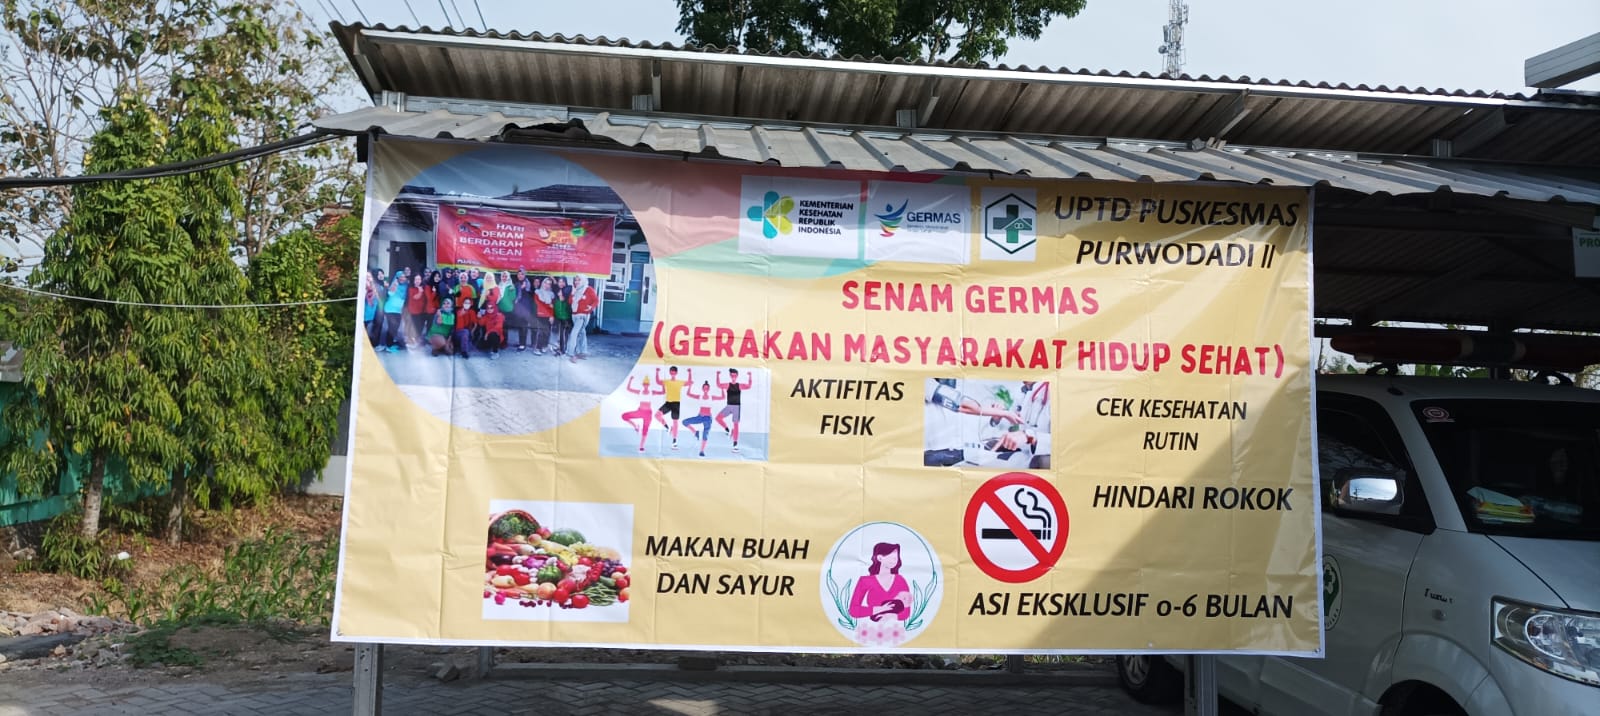 HARI
DEMAM
BERDARAH
ASEAN
KEMENTERIAN
KESEHATAN
REPUBLIK
INDONESIA
GERMAS
UPTD PUSKESMAS
PURWODADI II
SENAM GERMAS
(GERAKAN MASYARAKAT HIDUP SEHAT)
AKTIFITAS
FISIK
CEK KESEHATAN
RUTIN
HINDARI ROKOK
MAKAN BUAH
DAN SAYUR
ASI EKSKLUSIF 0-6 BULAN